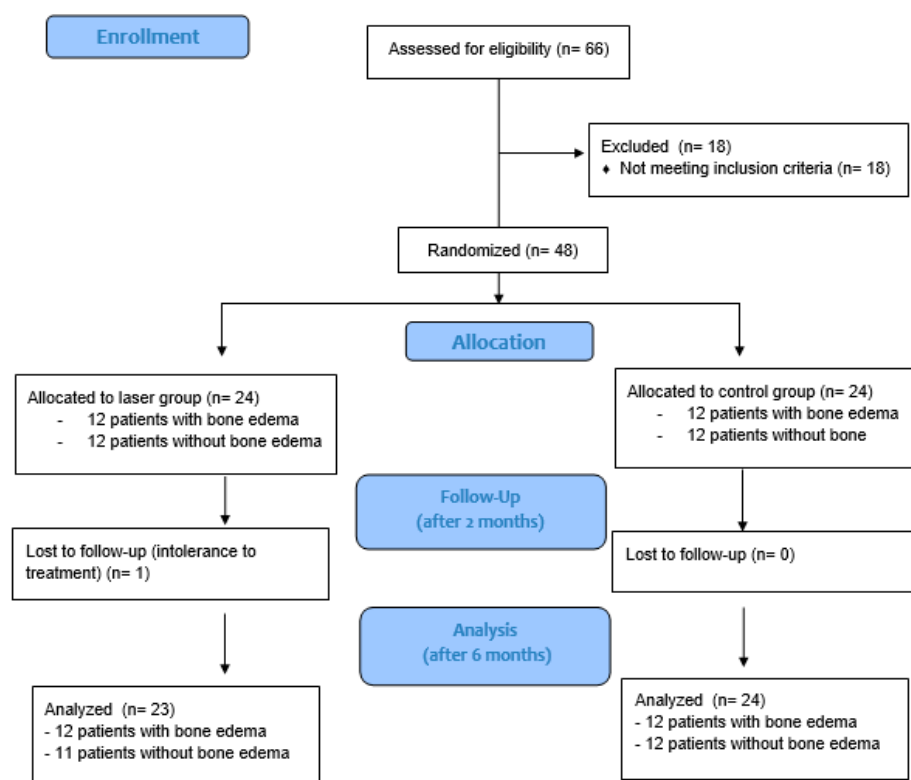 Enrollment
Assessed for eligibility (n= 66)
Excluded (n= 18)
♦ Not meeting inclusion criteria (n= 18)
Randomized (n= 48)
Allocation
Allocated to laser group (n= 24)
- 12 patients with bone edema
- 12 patients without bone edema
Allocated to control group (n= 24)
- 12 patients with bone edema
- 12 patients without bone
Follow-Up
(after 2 months)
Lost to follow-up (intolerance to
treatment) (n= 1)
Lost to follow-up (n= 0)
Analysis
(after 6 months)
Analyzed (n= 23)
- 12 patients with bone edema
- 11 patients without bone edema
Analyzed (n= 24)
- 12 patients with bone edema
- 12 patients without bone edema